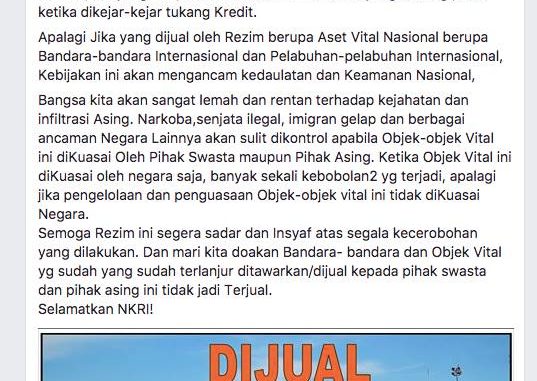 ketika dikejar-kejar tukang Kredit.
Apalagi Jika yang dijual oleh Rezim berupa Aset Vital Nasional berupa
Bandara-bandara Internasional dan Pelabuhan-pelabuhan Internasional,
Kebijakan ini akan mengancam kedaulatan dan Keamanan Nasional,
Bangsa kita akan sangat lemah dan rentan terhadap kejahatan dan
infiltrasi Asing. Narkoba,senjata ilegal, imigran gelap dan berbagai
ancaman Negara Lainnya akan sulit dikontrol apabila Objek-objek Vital
ini diKuasai Oleh Pihak Swasta maupun Pihak Asing. Ketika Objek Vital ini
diKuasai oleh negara saja, banyak sekali kebobolan2 yg terjadi, apalagi
jika pengelolaan dan penguasaan Objek-objek vital ini tidak diKuasai
Negara.
Semoga Rezim ini segera sadar dan Insyaf atas segala kecerobohan
yang dilakukan. Dan mari kita doakan Bandara- bandara dan Objek Vital
yg sudah yang sudah terlanjur ditawarkan/dijual kepada pihak swasta
dan pihak asing ini tidak jadi Terjual.
Selamatkan NKRI!
DIJUAL